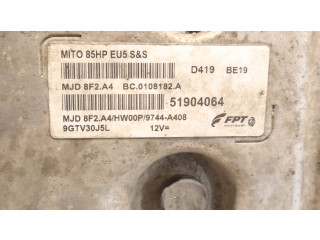 MITO 85HP EU5 S&S
D419 BE19
MJD 8F2.A4 BC.0108182.A
51904064
MJD 8F2.A4/HW00P/9744-A408
9GTV30J5L 12V=
FPT